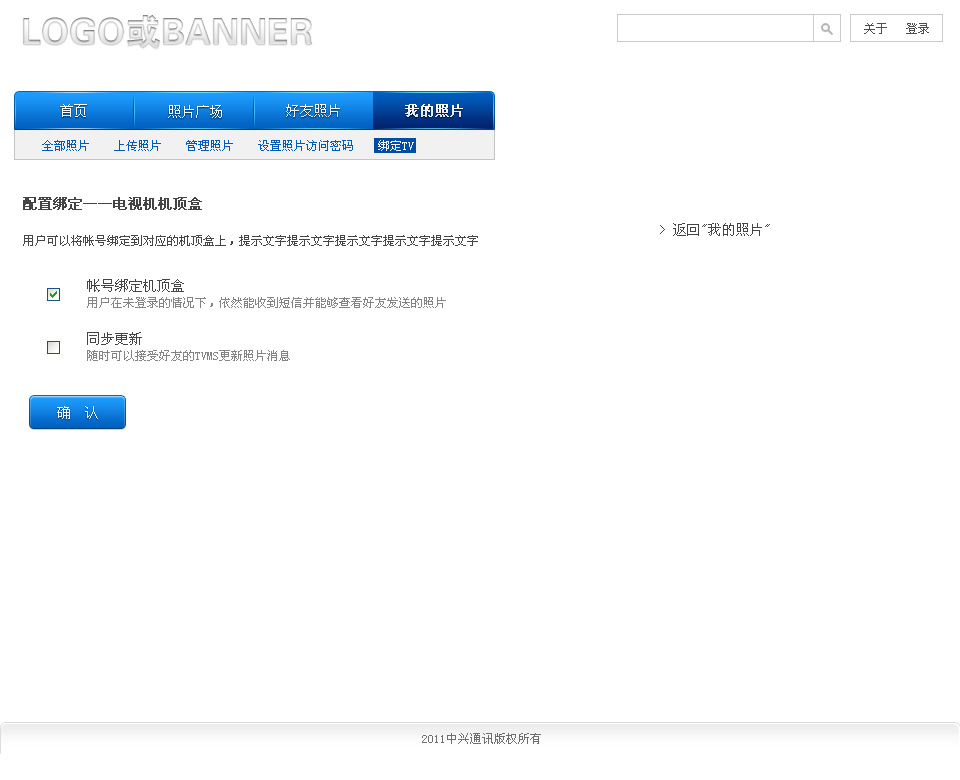 LOGO或BANNER
关于 登录
首页 照片广场 好友照片 我的照片
全部照片 上传照片 管理照片 设置照片访问密码 绑定TV
配置绑定——电视机机顶盒
> 返回"我的照片"
用户可以将帐号绑定到对应的机顶盒上，提示文字提示文字提示文字提示文字提示文字
帐号绑定机顶盒
用户在未登录的情况下，依然能收到短信并能够查看好友发送的照片
同步更新
随时可以接受好友的TVMS更新照片消息
确 认
2011中兴通讯版权所有